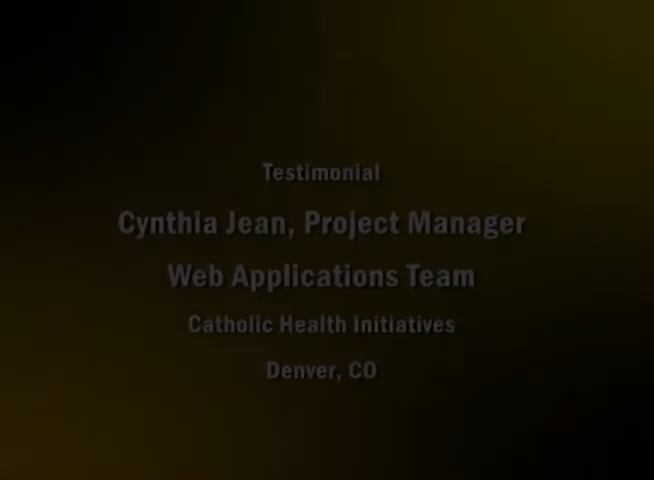 Testimonial
Cynthia Jean, Project Manager
Web Applications Team
Catholic Health Initiatives
Denver, CO